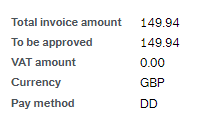 Total invoice amount 149.94
To be approved 149.94
VAT amount 0.00
Currency GBP
Pay method DD